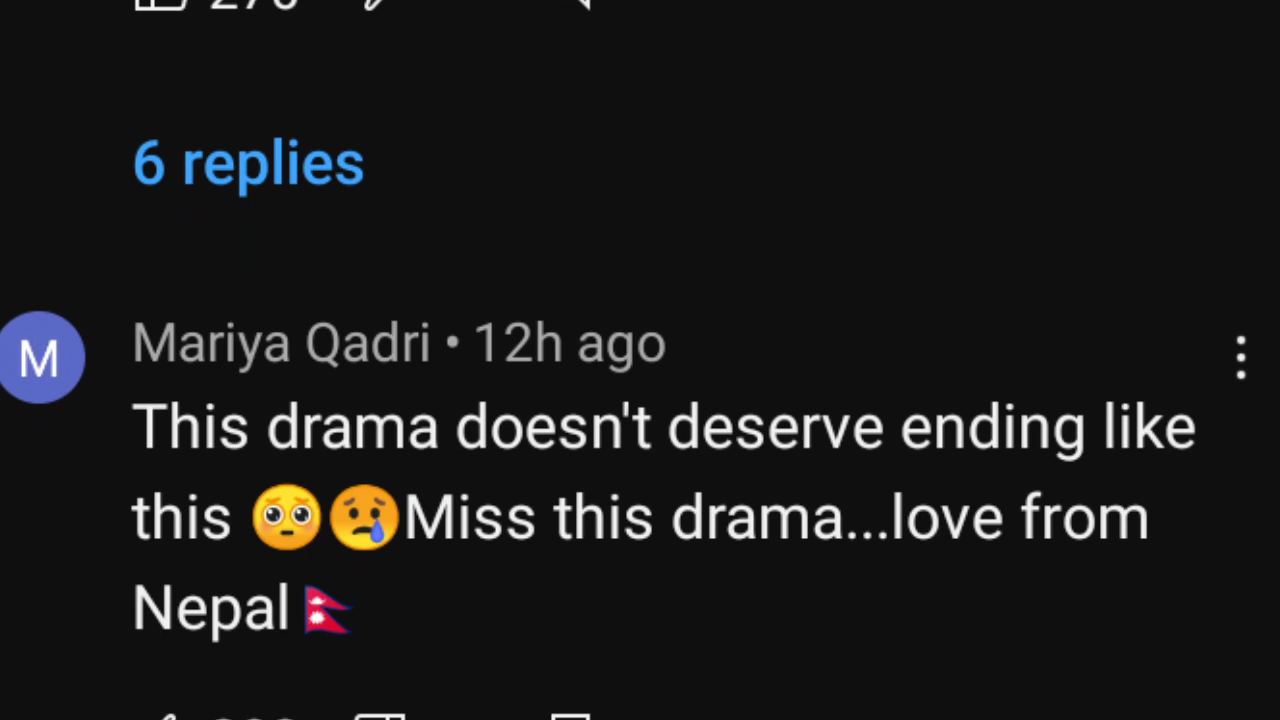 6 replies
M
Mariya Qadri • 12h ago
This drama doesn't deserve ending like
this 🥺😢Miss this drama...love from
Nepal 🇳🇵